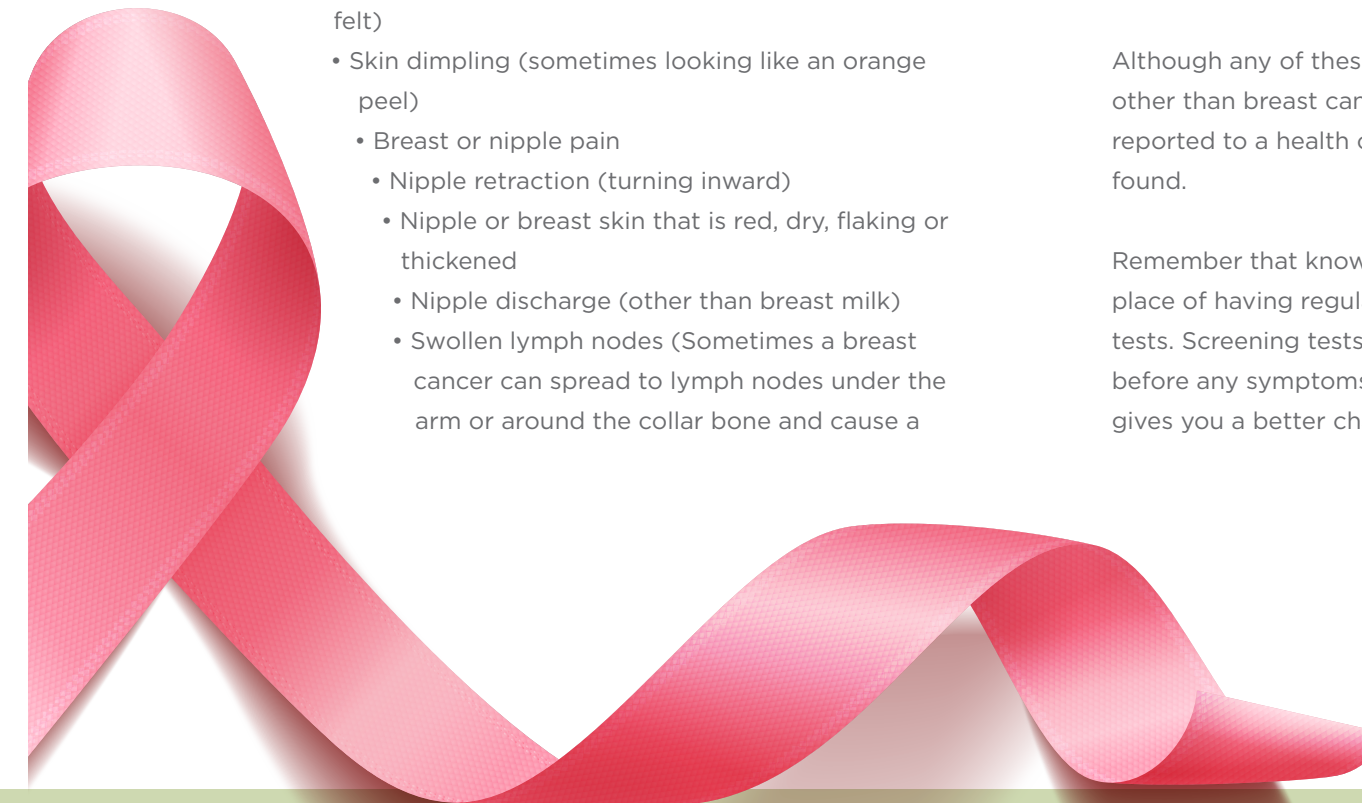 felt)
• Skin dimpling (sometimes looking like an orange
peel)
• Breast or nipple pain
• Nipple retraction (turning inward)
• Nipple or breast skin that is red, dry, flaking or
thickened
• Nipple discharge (other than breast milk)
• Swollen lymph nodes (Sometimes a breast
cancer can spread to lymph nodes under the
arm or around the collar bone and cause a
Although any of thes
other than breast can
reported to a health
found.
Remember that know
place of having regul
tests. Screening tests
before any symptoms
gives you a better ch